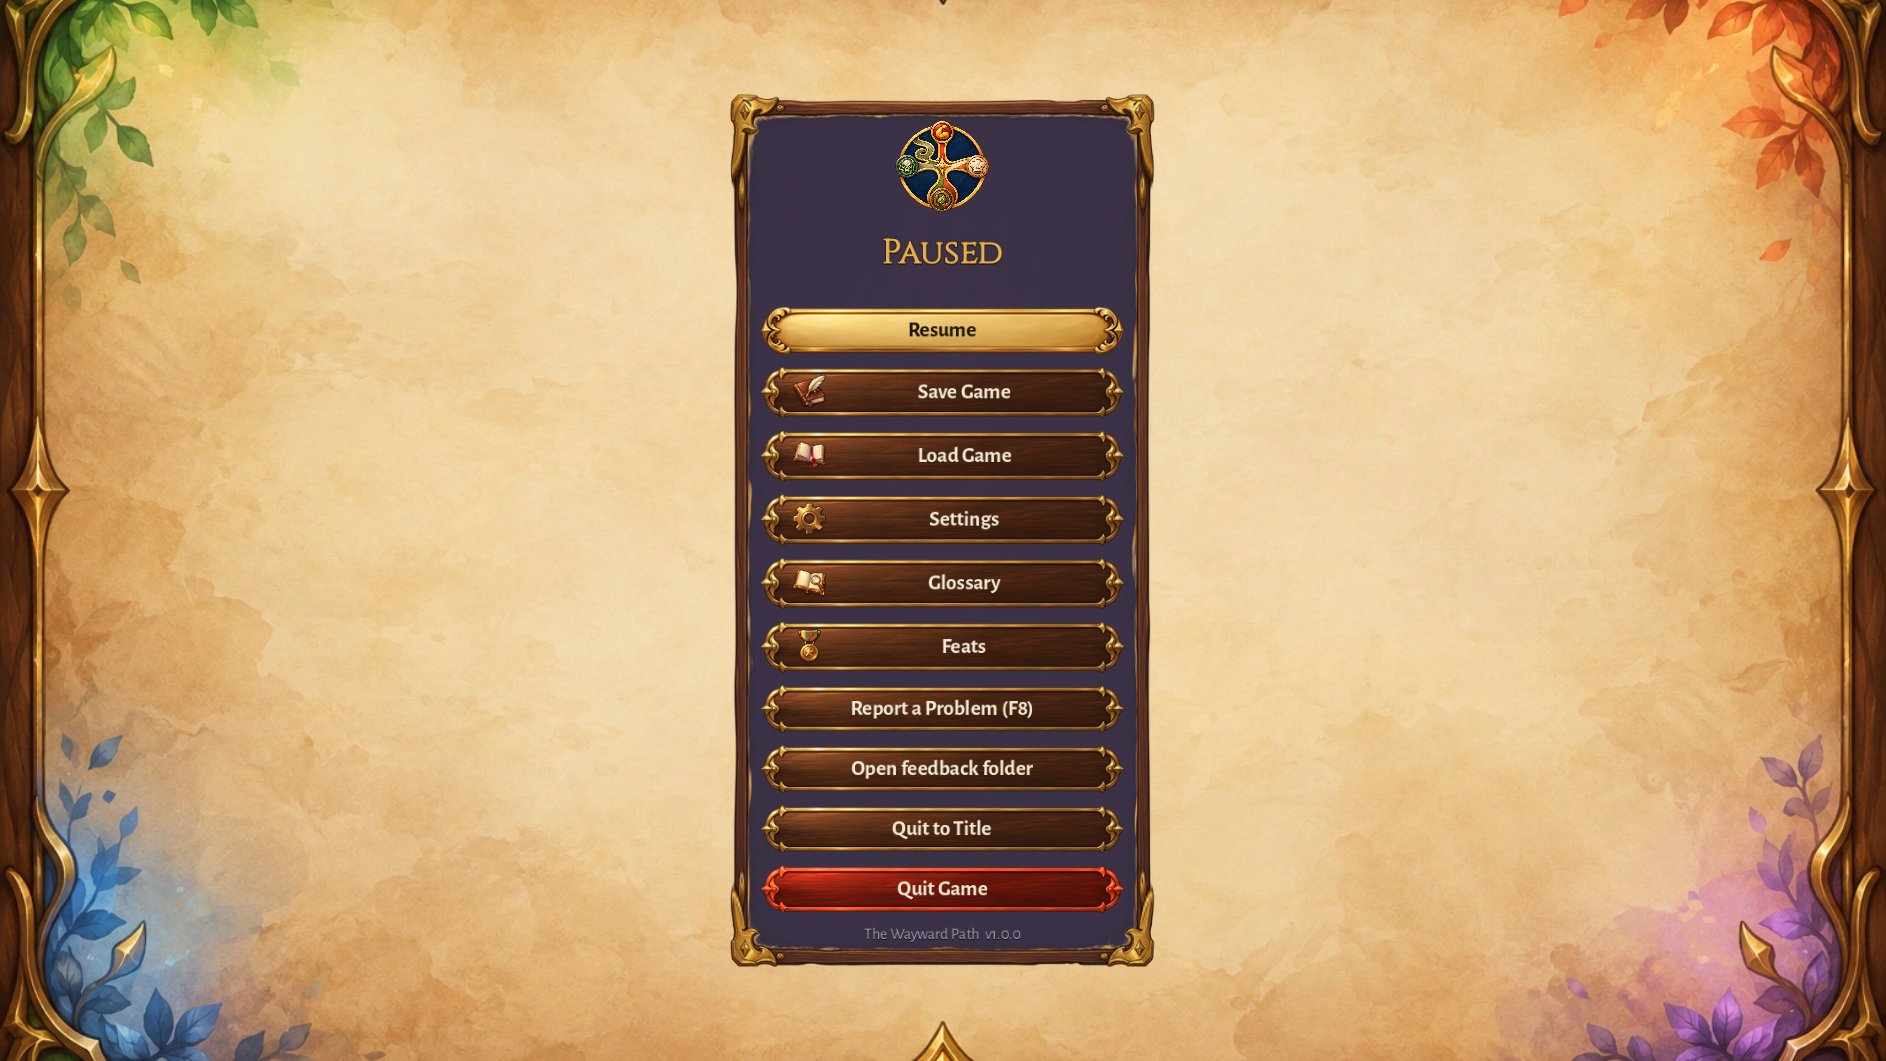 Paused
Resume
Save Game
Load Game
Settings
Glossary
Feats
Report a Problem (F8)
Open feedback folder
Quit to Title
Quit Game
The Wayward Path v1.0.0